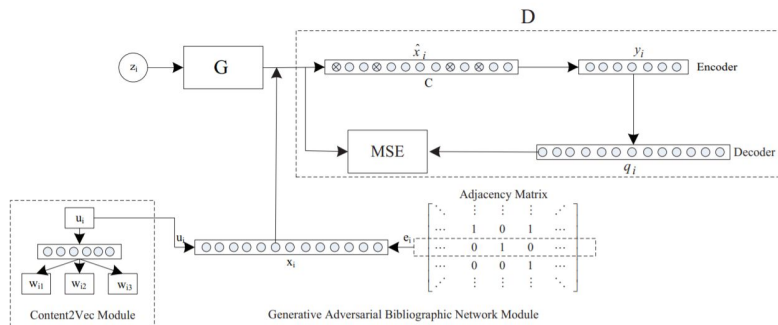 D
z_i
G
x̂_i
C
y_i
Encoder
MSE
Decoder
q_i
Adjacency Matrix
⋱ ⋮ ⋮ ⋮ ⋰
⋯ 1 0 1 ⋯
⋯ 0 1 0 ⋯
⋯ 0 0 1 ⋯
⋰ ⋮ ⋮ ⋮ ⋱
u_i
u_i
e_i
x_i
w_i1 w_i2 w_i3
Content2Vec Module
Generative Adversarial Bibliographic Network Module